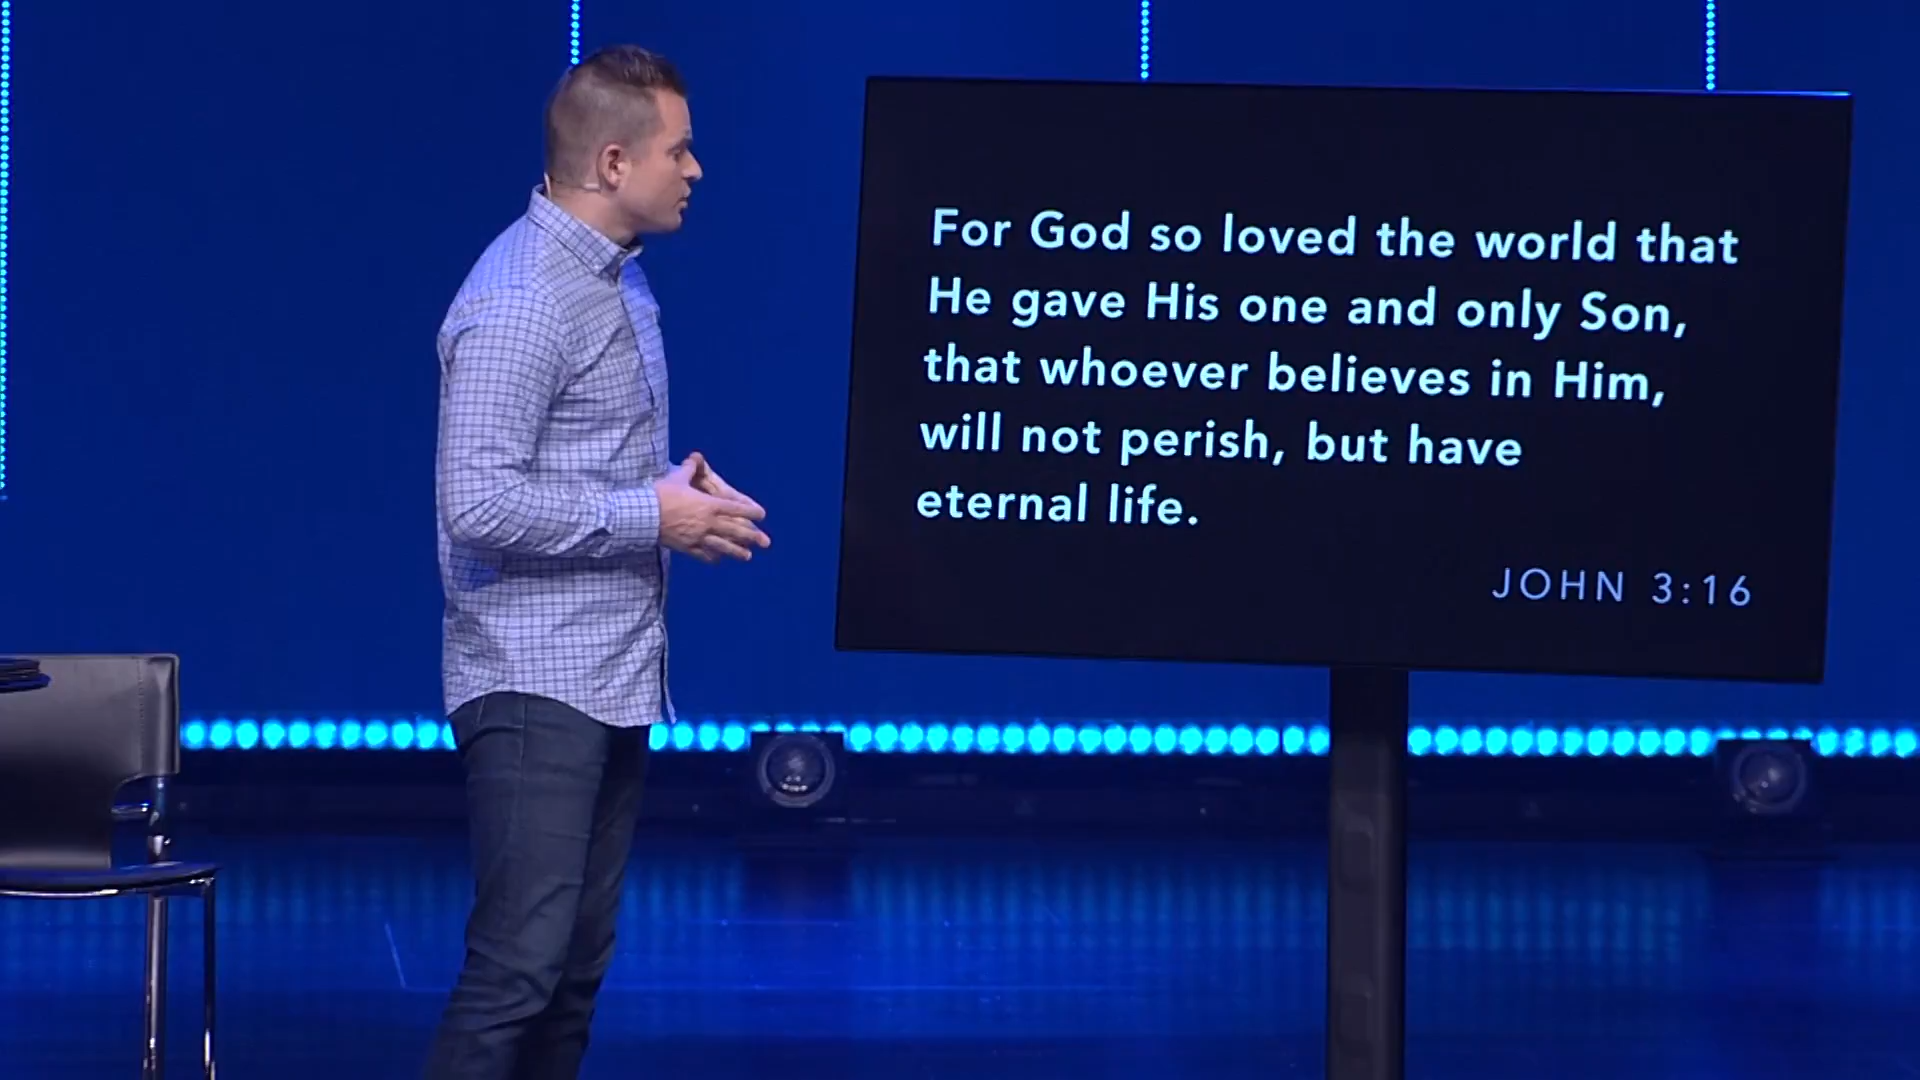 For God so loved the world that
He gave His one and only Son,
that whoever believes in Him,
will not perish, but have
eternal life.
JOHN 3:16